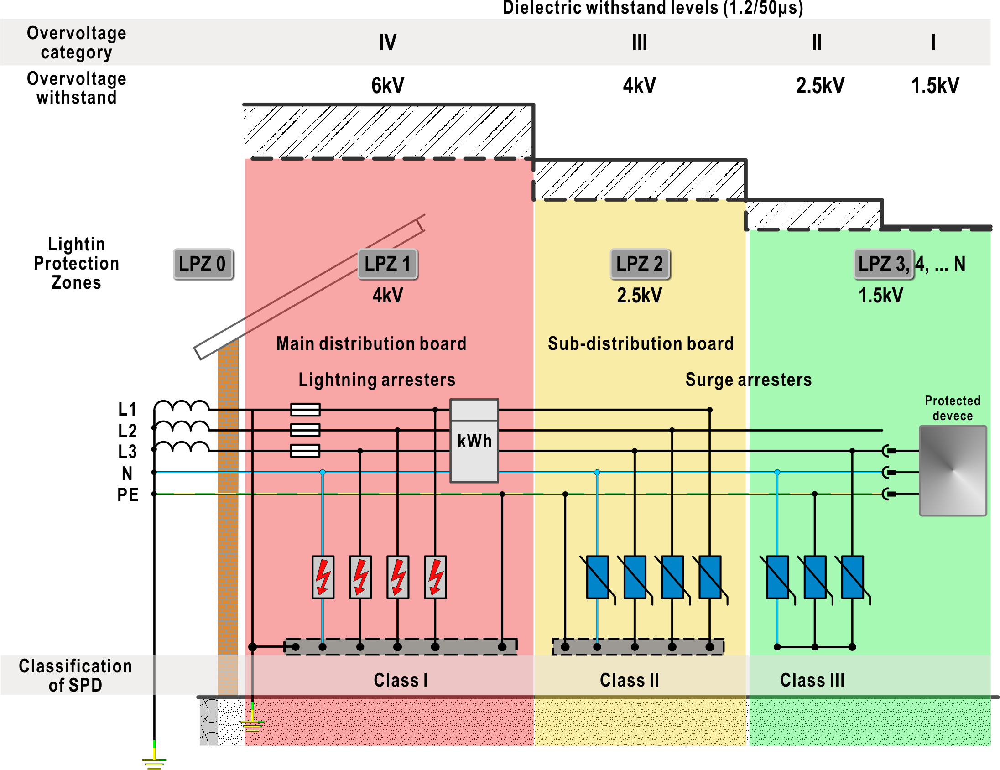 Dielectric withstand levels (1.2/50µs)
Overvoltage
category
IV
III
II
I
Overvoltage
withstand
6kV
4kV
2.5kV
1.5kV
Lightin
Protection
Zones
LPZ 0
LPZ 1
LPZ 2
LPZ 3, 4, ... N
4kV
2.5kV
1.5kV
Main distribution board
Sub-distribution board
Lightning arresters
Surge arresters
Protected
devece
L1
L2
L3
N
PE
kWh
Classification
of SPD
Class I
Class II
Class III